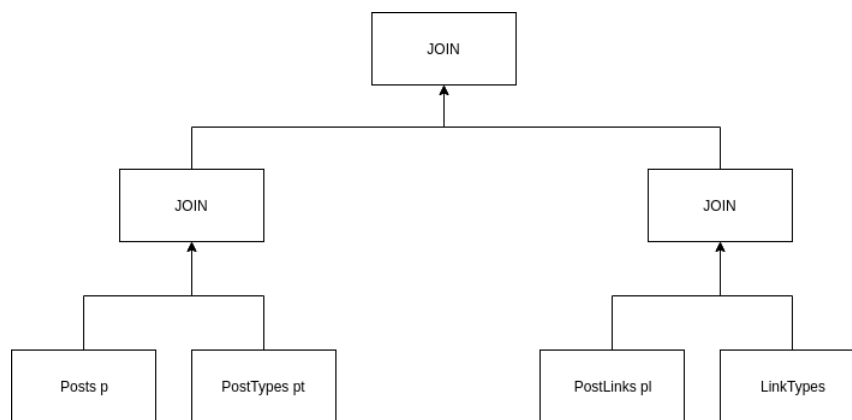 JOIN
JOIN
JOIN
Posts p
PostTypes pt
PostLinks pl
LinkTypes